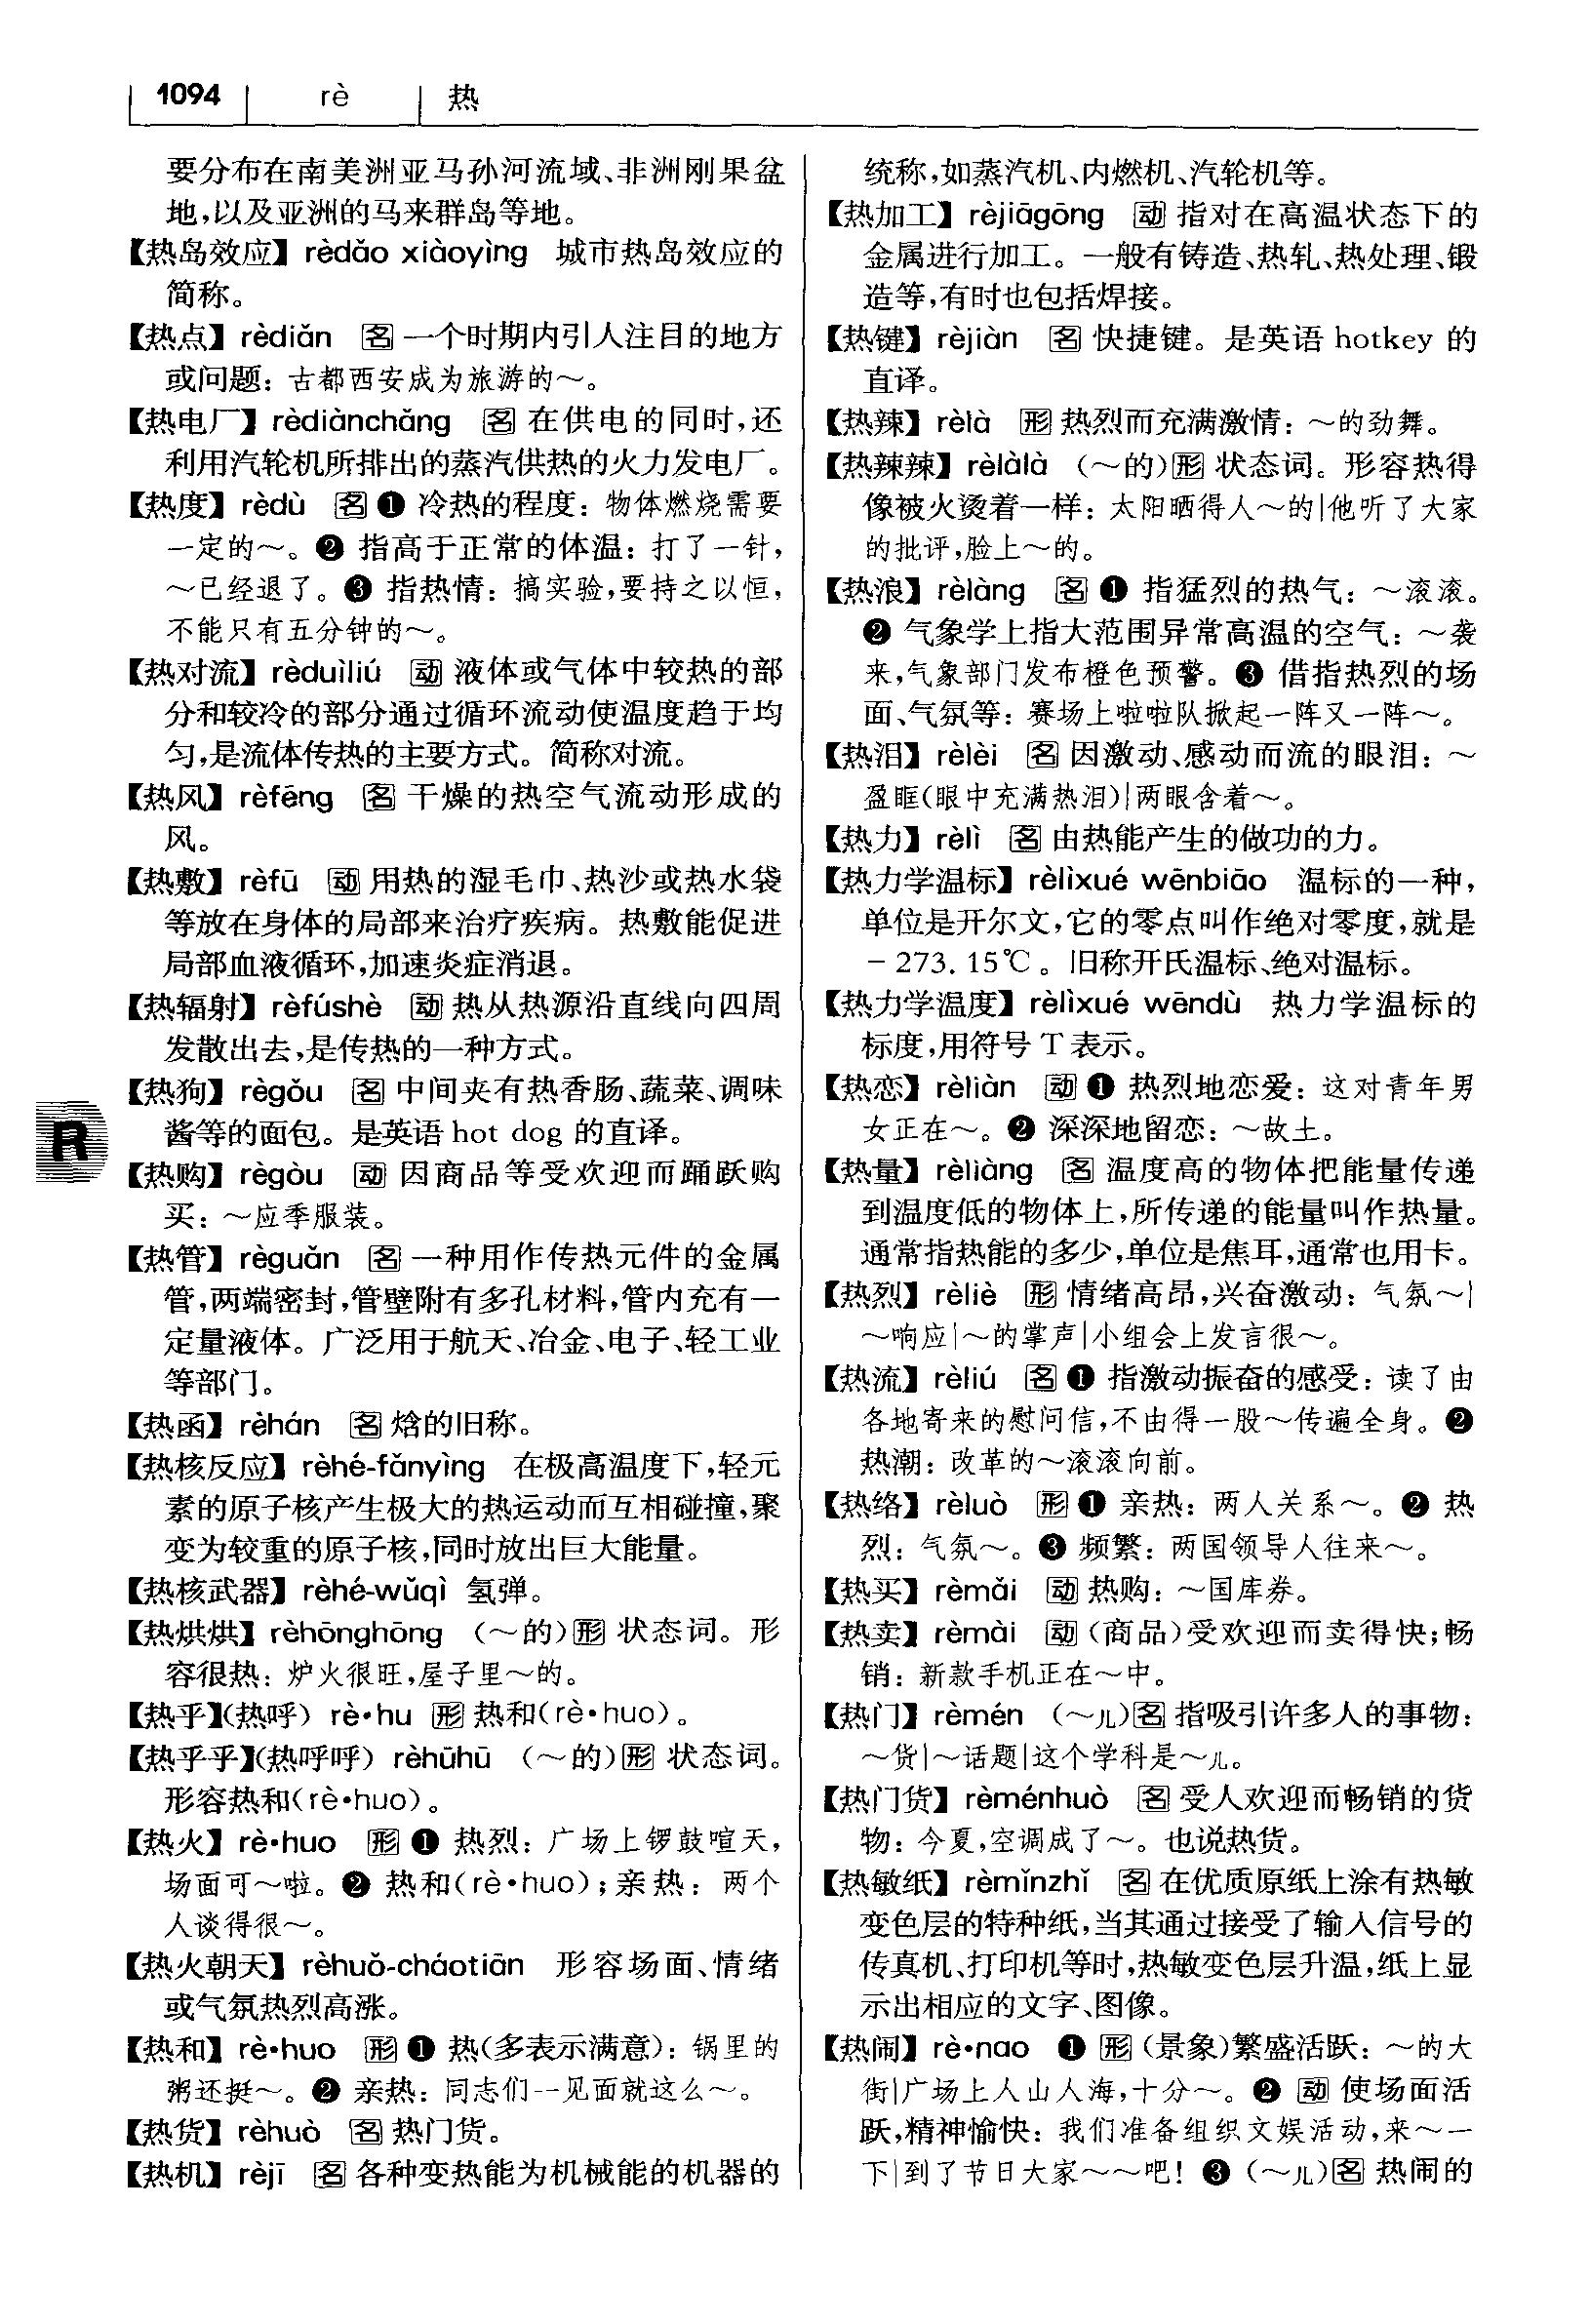 1094 rè 热
要分布在南美洲亚马孙河流域、非洲刚果盆
地,以及亚洲的马来群岛等地。
【热岛效应】rèdǎo xiàoyìng 城市热岛效应的
简称。
【热点】rèdiǎn 名 一个时期内引人注目的地方
或问题：古都西安成为旅游的～。
【热电厂】rèdiànchǎng 名 在供电的同时,还
利用汽轮机所排出的蒸汽供热的火力发电厂。
【热度】rèdù 名 ❶ 冷热的程度：物体燃烧需要
一定的～。❷ 指高于正常的体温：打了一针,
～已经退了。❸ 指热情：搞实验,要持之以恒,
不能只有五分钟的～。
【热对流】rèduìliú 动 液体或气体中较热的部
分和较冷的部分通过循环流动使温度趋于均
匀,是流体传热的主要方式。简称对流。
【热风】rèfēng 名 干燥的热空气流动形成的
风。
【热敷】rèfū 动 用热的湿毛巾、热沙或热水袋
等放在身体的局部来治疗疾病。热敷能促进
局部血液循环,加速炎症消退。
【热辐射】rèfúshè 动 热从热源沿直线向四周
发散出去,是传热的一种方式。
【热狗】règǒu 名 中间夹有热香肠、蔬菜、调味
酱等的面包。是英语 hot dog 的直译。
【热购】règòu 动 因商品等受欢迎而踊跃购
买：～应季服装。
【热管】règuǎn 名 一种用作传热元件的金属
管,两端密封,管壁附有多孔材料,管内充有一
定量液体。广泛用于航天、冶金、电子、轻工业
等部门。
【热函】rèhán 名 焓的旧称。
【热核反应】rèhé-fǎnyìng 在极高温度下,轻元
素的原子核产生极大的热运动而互相碰撞,聚
变为较重的原子核,同时放出巨大能量。
【热核武器】rèhé-wǔqì 氢弹。
【热烘烘】rèhōnghōng (～的)形 状态词。形
容很热：炉火很旺,屋子里～的。
【热乎】(热呼) rè•hu 形 热和(rè•huo)。
【热乎乎】(热呼呼) rèhūhū (～的)形 状态词。
形容热和(rè•huo)。
【热火】rè•huo 形 ❶ 热烈：广场上锣鼓喧天,
场面可～啦。❷ 热和(rè•huo);亲热：两个
人谈得很～。
【热火朝天】rèhuǒ-cháotiān 形容场面、情绪
或气氛热烈高涨。
【热和】rè•huo 形 ❶ 热(多表示满意)：锅里的
粥还挺～。❷ 亲热：同志们一见面就这么～。
【热货】rèhuò 名 热门货。
【热机】rèjī 名 各种变热能为机械能的机器的
R
统称,如蒸汽机、内燃机、汽轮机等。
【热加工】rèjiāgōng 动 指对在高温状态下的
金属进行加工。一般有铸造、热轧、热处理、锻
造等,有时也包括焊接。
【热键】rèjiàn 名 快捷键。是英语 hotkey 的
直译。
【热辣】rèlà 形 热烈而充满激情：～的劲舞。
【热辣辣】rèlàlà (～的)形 状态词。形容热得
像被火烫着一样：太阳晒得人～的|他听了大家
的批评,脸上～的。
【热浪】rèlàng 名 ❶ 指猛烈的热气：～滚滚。
❷ 气象学上指大范围异常高温的空气：～袭
来,气象部门发布橙色预警。❸ 借指热烈的场
面、气氛等：赛场上啦啦队掀起一阵又一阵～。
【热泪】rèlèi 名 因激动、感动而流的眼泪：～
盈眶(眼中充满热泪)|两眼含着～。
【热力】rèlì 名 由热能产生的做功的力。
【热力学温标】rèlìxué wēnbiāo 温标的一种,
单位是开尔文,它的零点叫作绝对零度,就是
-273.15℃。旧称开氏温标、绝对温标。
【热力学温度】rèlìxué wēndù 热力学温标的
标度,用符号 T 表示。
【热恋】rèliàn 动 ❶ 热烈地恋爱：这对青年男
女正在～。❷ 深深地留恋：～故土。
【热量】rèliàng 名 温度高的物体把能量传递
到温度低的物体上,所传递的能量叫作热量。
通常指热能的多少,单位是焦耳,通常也用卡。
【热烈】rèliè 形 情绪高昂,兴奋激动：气氛～|
～响应|～的掌声|小组会上发言很～。
【热流】rèliú 名 ❶ 指激动振奋的感受：读了由
各地寄来的慰问信,不由得一股～传遍全身。❷
热潮：改革的～滚滚向前。
【热络】rèluò 形 ❶ 亲热：两人关系～。❷ 热
烈：气氛～。❸ 频繁：两国领导人往来～。
【热买】rèmǎi 动 热购：～国库券。
【热卖】rèmài 动 (商品)受欢迎而卖得快;畅
销：新款手机正在～中。
【热门】rèmén (～儿)名 指吸引许多人的事物：
～货|～话题|这个学科是～儿。
【热门货】rèménhuò 名 受人欢迎而畅销的货
物：今夏,空调成了～。也说热货。
【热敏纸】rèmǐnzhǐ 名 在优质原纸上涂有热敏
变色层的特种纸,当其通过接受了输入信号的
传真机、打印机等时,热敏变色层升温,纸上显
示出相应的文字、图像。
【热闹】rè•nao ❶ 形 (景象)繁盛活跃：～的大
街|广场上人山人海,十分～。❷ 动 使场面活
跃,精神愉快：我们准备组织文娱活动,来～一
下|到了节日大家～～吧！❸ (～儿)名 热闹的